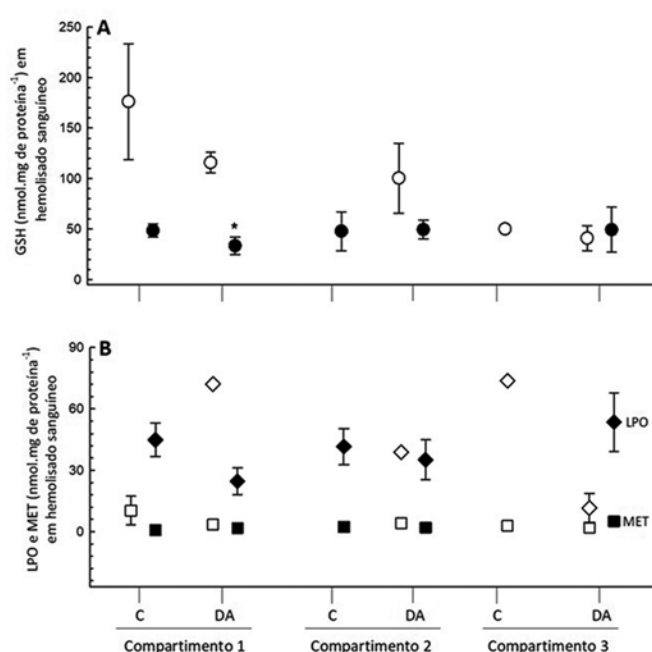 A
GSH (nmol.mg de proteína⁻¹) em
hemolisado sanguíneo
250
200
150
100
50
0
*
B
LPO e MET (nmol.mg de proteína⁻¹)
em hemolisado sanguíneo
90
60
30
0
LPO
MET
C DA C DA C DA
Compartimento 1 Compartimento 2 Compartimento 3